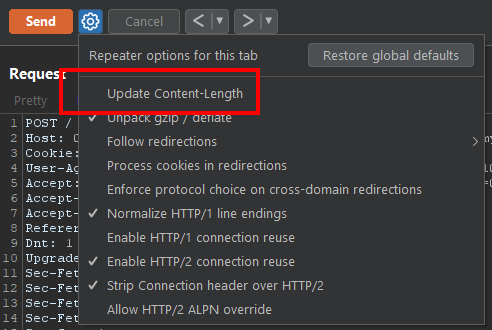 Send
Cancel
Repeater options for this tab
Restore global defaults
Request
Update Content-Length
Pretty
Unpack gzip / deflate
Follow redirections
Process cookies in redirections
Enforce protocol choice on cross-domain redirections
Normalize HTTP/1 line endings
Enable HTTP/1 connection reuse
Enable HTTP/2 connection reuse
Strip Connection header over HTTP/2
Allow HTTP/2 ALPN override
1 POST /
2 Host:
3 Cookie:
4 User-Ag
5 Accept:
6 Accept-
7 Accept-
8 Referer
9 Dnt: 1
10 Upgrade
11 Sec-Fet
12 Sec-Fet
13 Sec-Fet
14 Sec-Fet